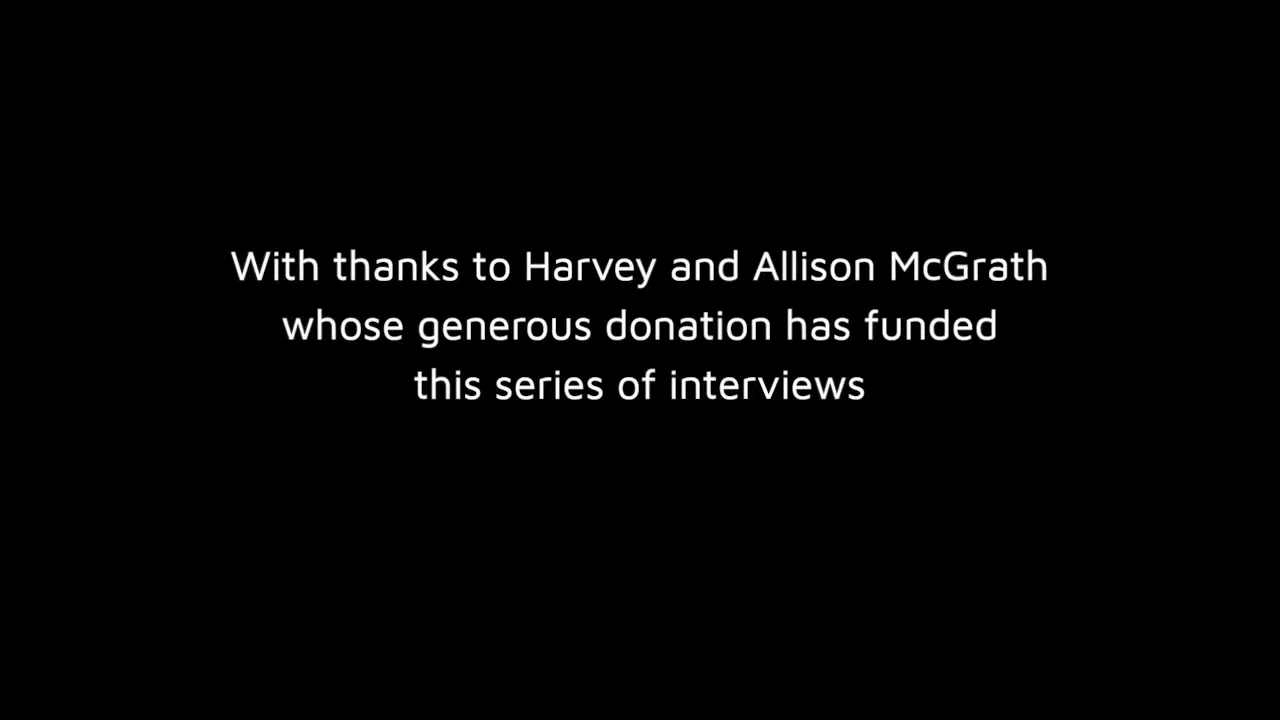 With thanks to Harvey and Allison McGrath
whose generous donation has funded
this series of interviews